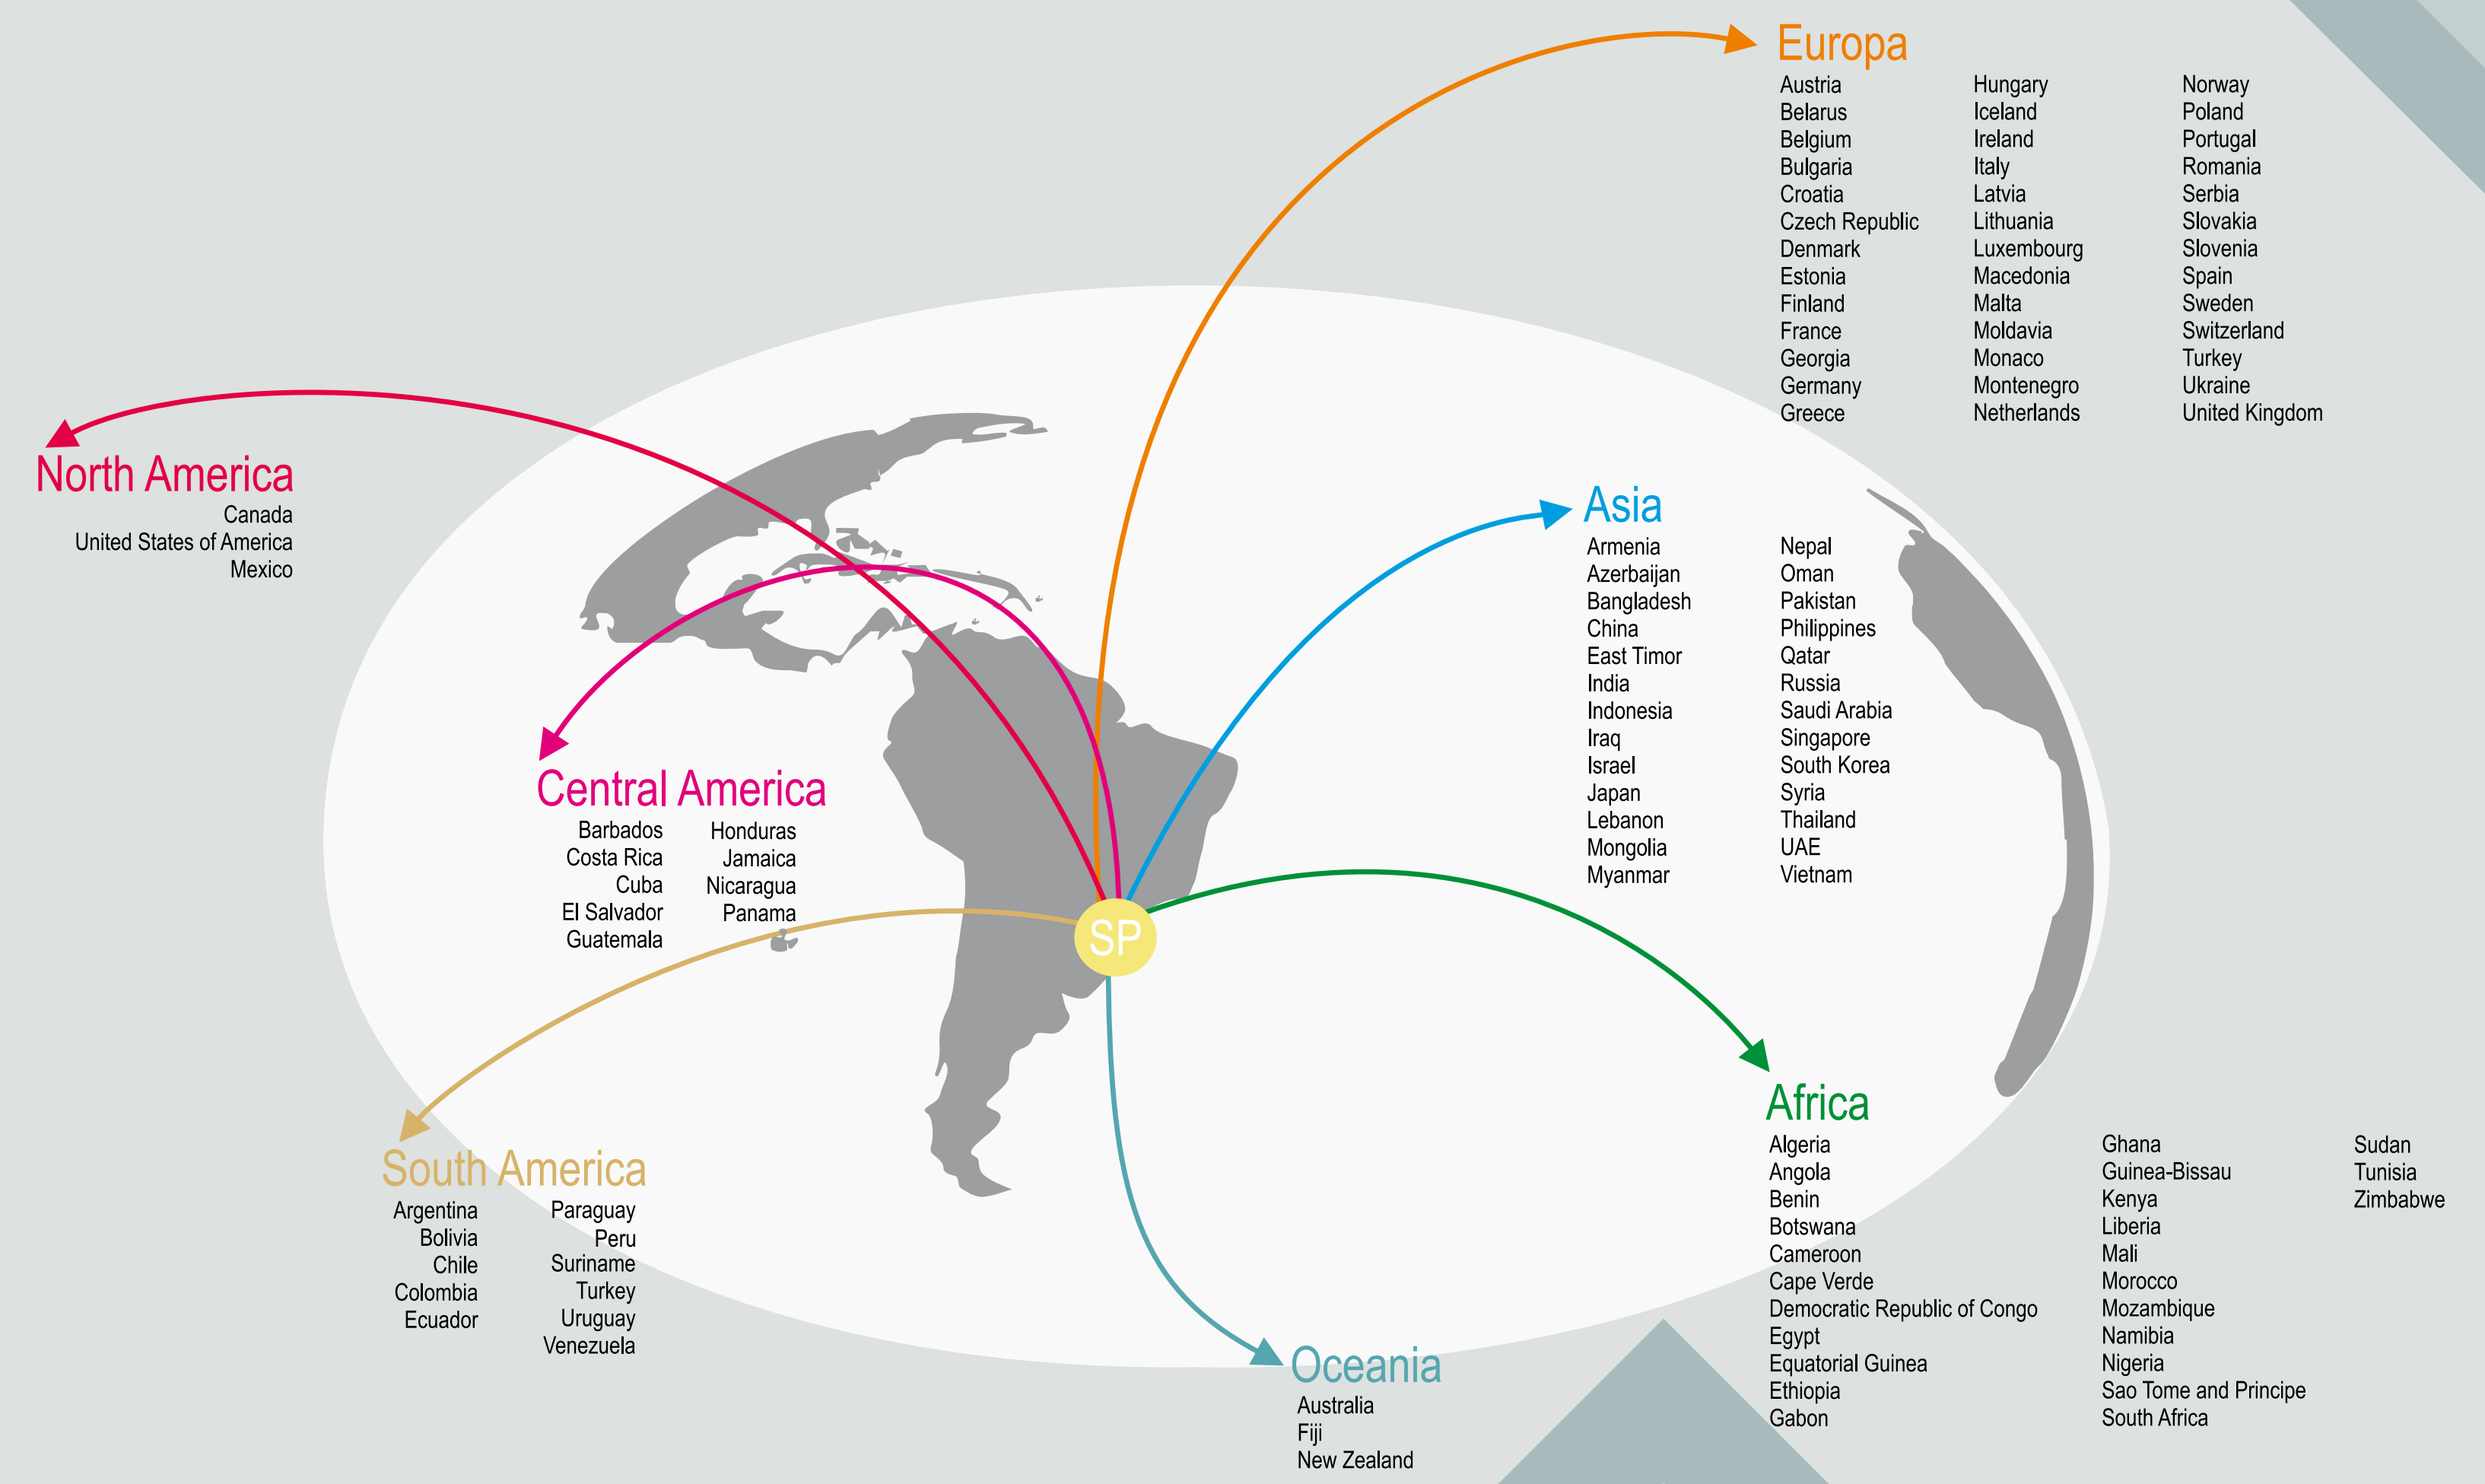 Europa
Austria
Belarus
Belgium
Bulgaria
Croatia
Czech Republic
Denmark
Estonia
Finland
France
Georgia
Germany
Greece
Hungary
Iceland
Ireland
Italy
Latvia
Lithuania
Luxembourg
Macedonia
Malta
Moldavia
Monaco
Montenegro
Netherlands
Norway
Poland
Portugal
Romania
Serbia
Slovakia
Slovenia
Spain
Sweden
Switzerland
Turkey
Ukraine
United Kingdom
North America
Canada
United States of America
Mexico
Asia
Armenia
Azerbaijan
Bangladesh
China
East Timor
India
Indonesia
Iraq
Israel
Japan
Lebanon
Mongolia
Myanmar
Nepal
Oman
Pakistan
Philippines
Qatar
Russia
Saudi Arabia
Singapore
South Korea
Syria
Thailand
UAE
Vietnam
Central America
Barbados
Costa Rica
Cuba
El Salvador
Guatemala
Honduras
Jamaica
Nicaragua
Panama
SP
Africa
Algeria
Angola
Benin
Botswana
Cameroon
Cape Verde
Democratic Republic of Congo
Egypt
Equatorial Guinea
Ethiopia
Gabon
Ghana
Guinea-Bissau
Kenya
Liberia
Mali
Morocco
Mozambique
Namibia
Nigeria
Sao Tome and Principe
South Africa
Sudan
Tunisia
Zimbabwe
South America
Argentina
Bolivia
Chile
Colombia
Ecuador
Paraguay
Peru
Suriname
Turkey
Uruguay
Venezuela
Oceania
Australia
Fiji
New Zealand